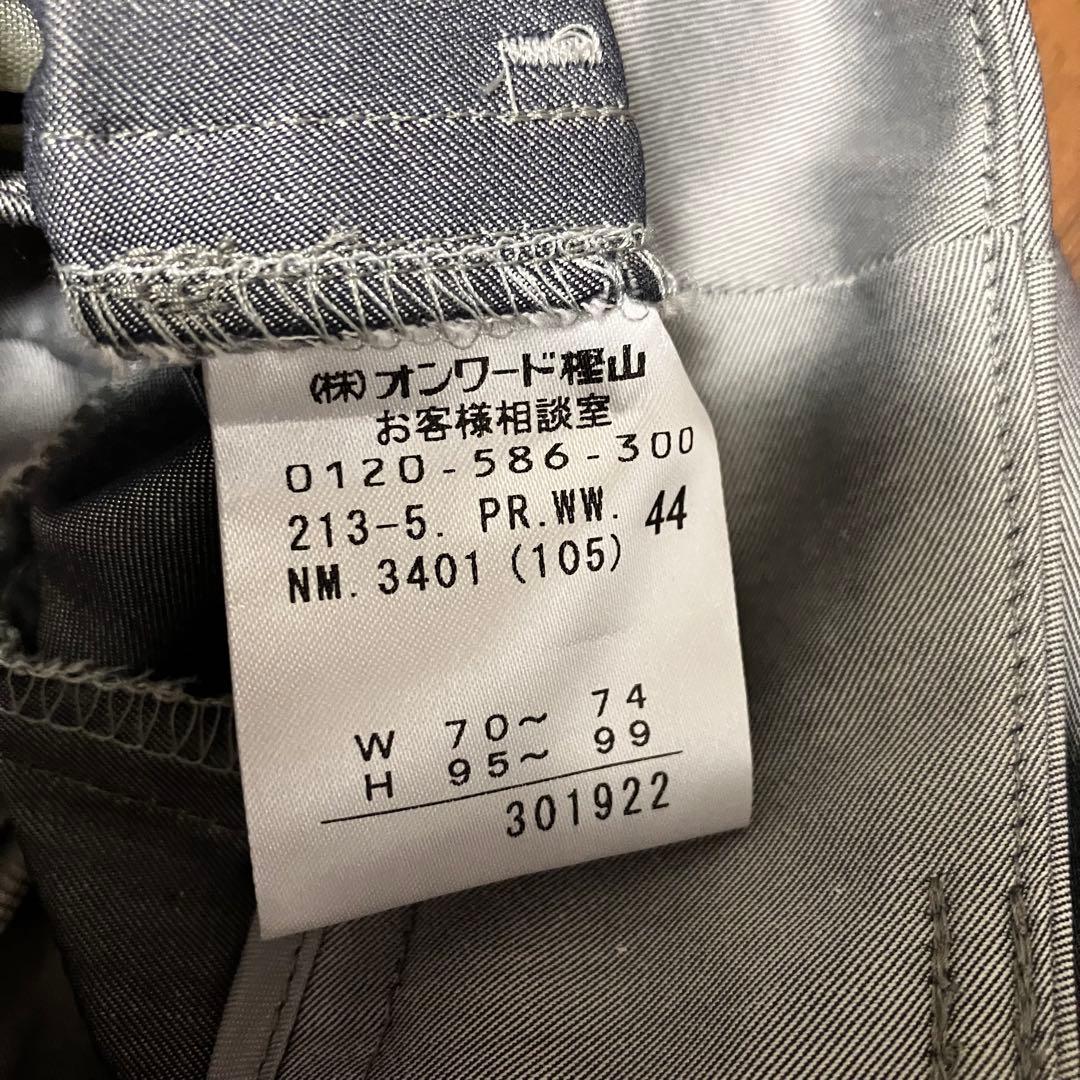 (株)オンワード樫山
お客様相談室
0120-586-300
213-5. PR.WW. 44
NM. 3401 (105)
W 70~ 74
H 95~ 99
301922